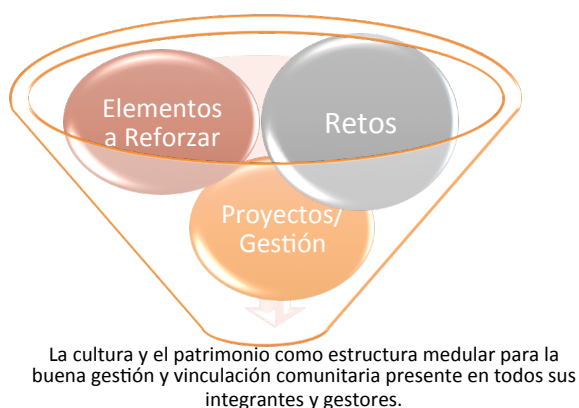 Elementos
a Reforzar
Retos
Proyectos/
Gestión
La cultura y el patrimonio como estructura medular para la
buena gestión y vinculación comunitaria presente en todos sus
integrantes y gestores.